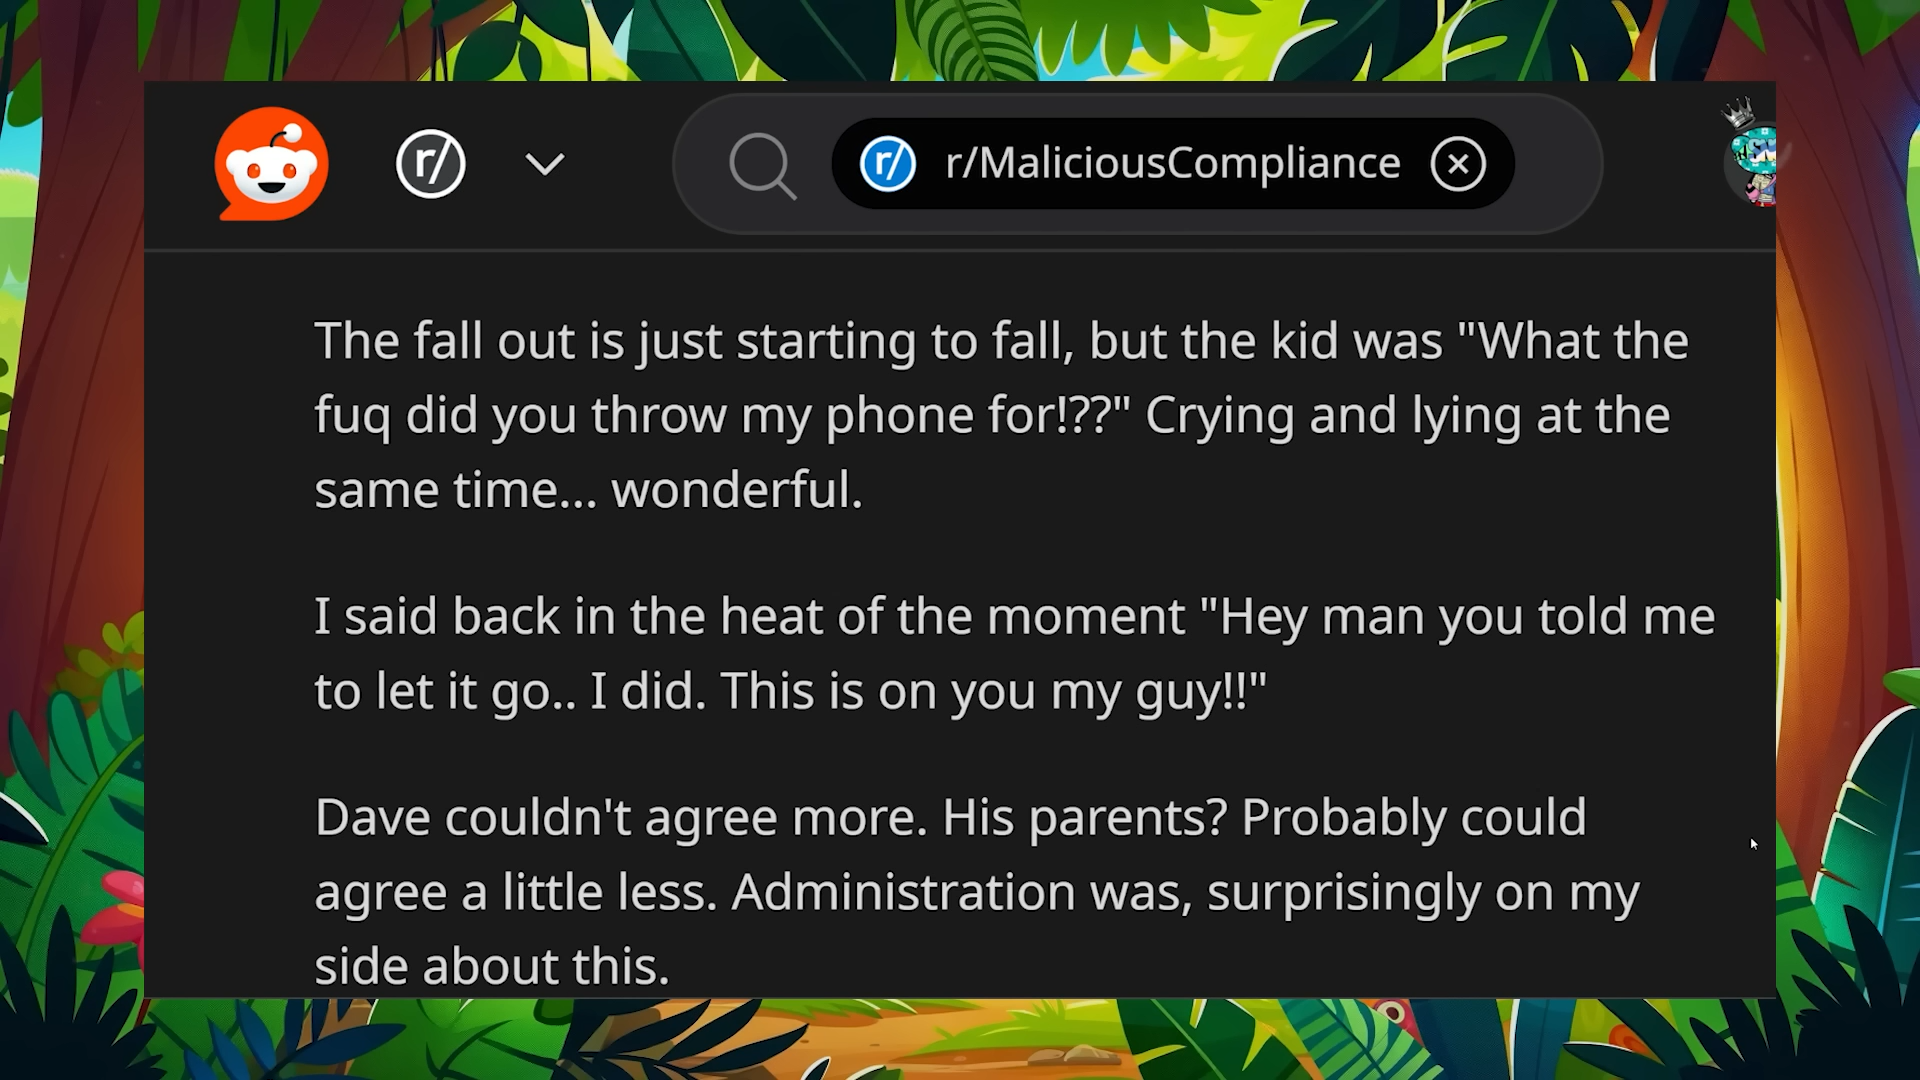 r/
r/ r/MaliciousCompliance
The fall out is just starting to fall, but the kid was "What the
fuq did you throw my phone for!??" Crying and lying at the
same time... wonderful.
I said back in the heat of the moment "Hey man you told me
to let it go.. I did. This is on you my guy!!"
Dave couldn't agree more. His parents? Probably could
agree a little less. Administration was, surprisingly on my
side about this.